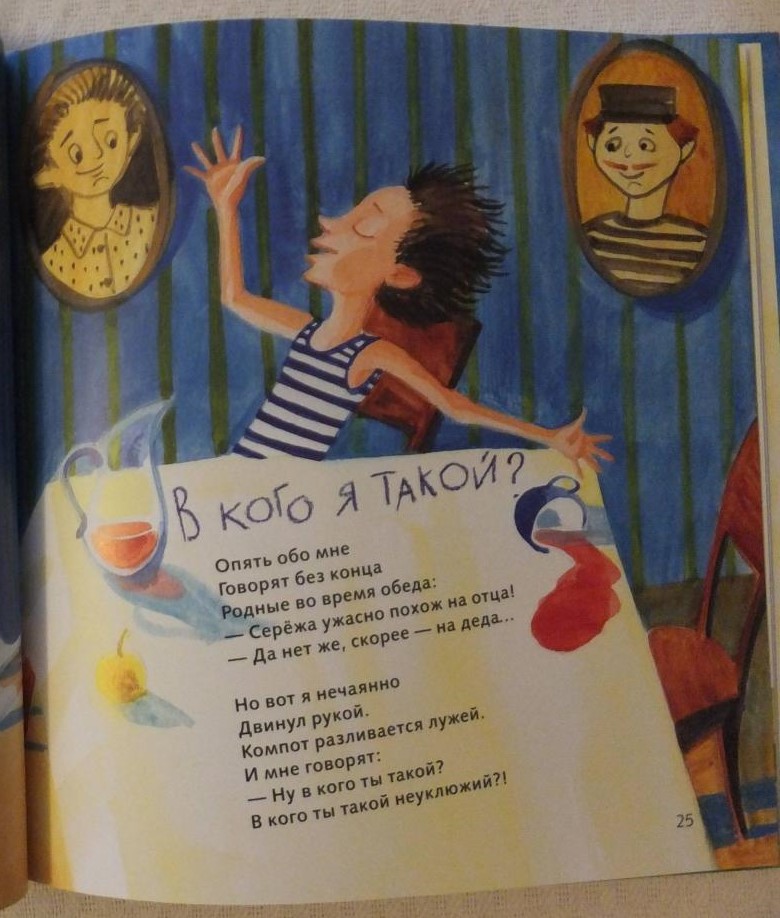 В КОГО Я ТАКОЙ?
Опять обо мне
Говорят без конца
Родные во время обеда:
— Серёжа ужасно похож на отца!
— Да нет же, скорее — на деда...
Но вот я нечаянно
Двинул рукой.
Компот разливается лужей.
И мне говорят:
— Ну в кого ты такой?
В кого ты такой неуклюжий?!
25